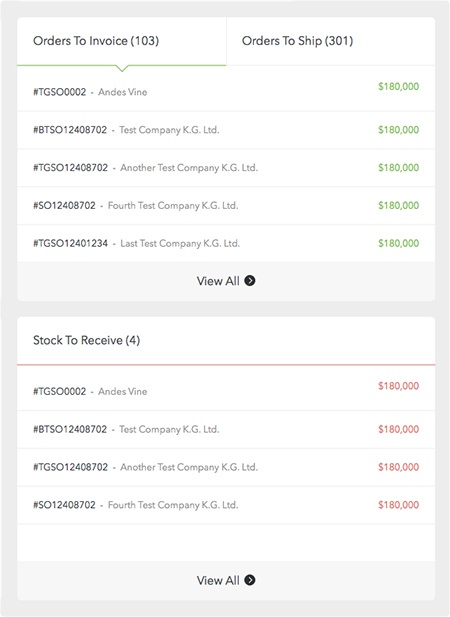 Orders To Invoice (103) Orders To Ship (301)
#TGSO0002 - Andes Vine $180,000
#BTSO12408702 - Test Company K.G. Ltd. $180,000
#TGSO12408702 - Another Test Company K.G. Ltd. $180,000
#SO12408702 - Fourth Test Company K.G. Ltd. $180,000
#TGSO12401234 - Last Test Company K.G. Ltd. $180,000
View All
Stock To Receive (4)
#TGSO0002 - Andes Vine $180,000
#BTSO12408702 - Test Company K.G. Ltd. $180,000
#TGSO12408702 - Another Test Company K.G. Ltd. $180,000
#SO12408702 - Fourth Test Company K.G. Ltd. $180,000
View All